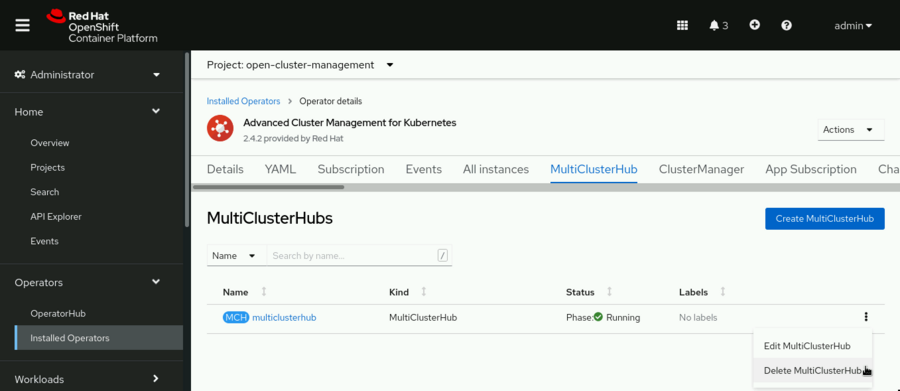 Red Hat
OpenShift
Container Platform
3
admin
Administrator
Home
Overview
Projects
Search
API Explorer
Events
Operators
OperatorHub
Installed Operators
Workloads
Project: open-cluster-management
Installed Operators > Operator details
Advanced Cluster Management for Kubernetes
2.4.2 provided by Red Hat
Actions
Details YAML Subscription Events All instances MultiClusterHub ClusterManager App Subscription Cha
MultiClusterHubs
Create MultiClusterHub
Name Search by name... /
Name Kind Status Labels
MCH multiclusterhub MultiClusterHub Phase: Running No labels
Edit MultiClusterHub
Delete MultiClusterHub